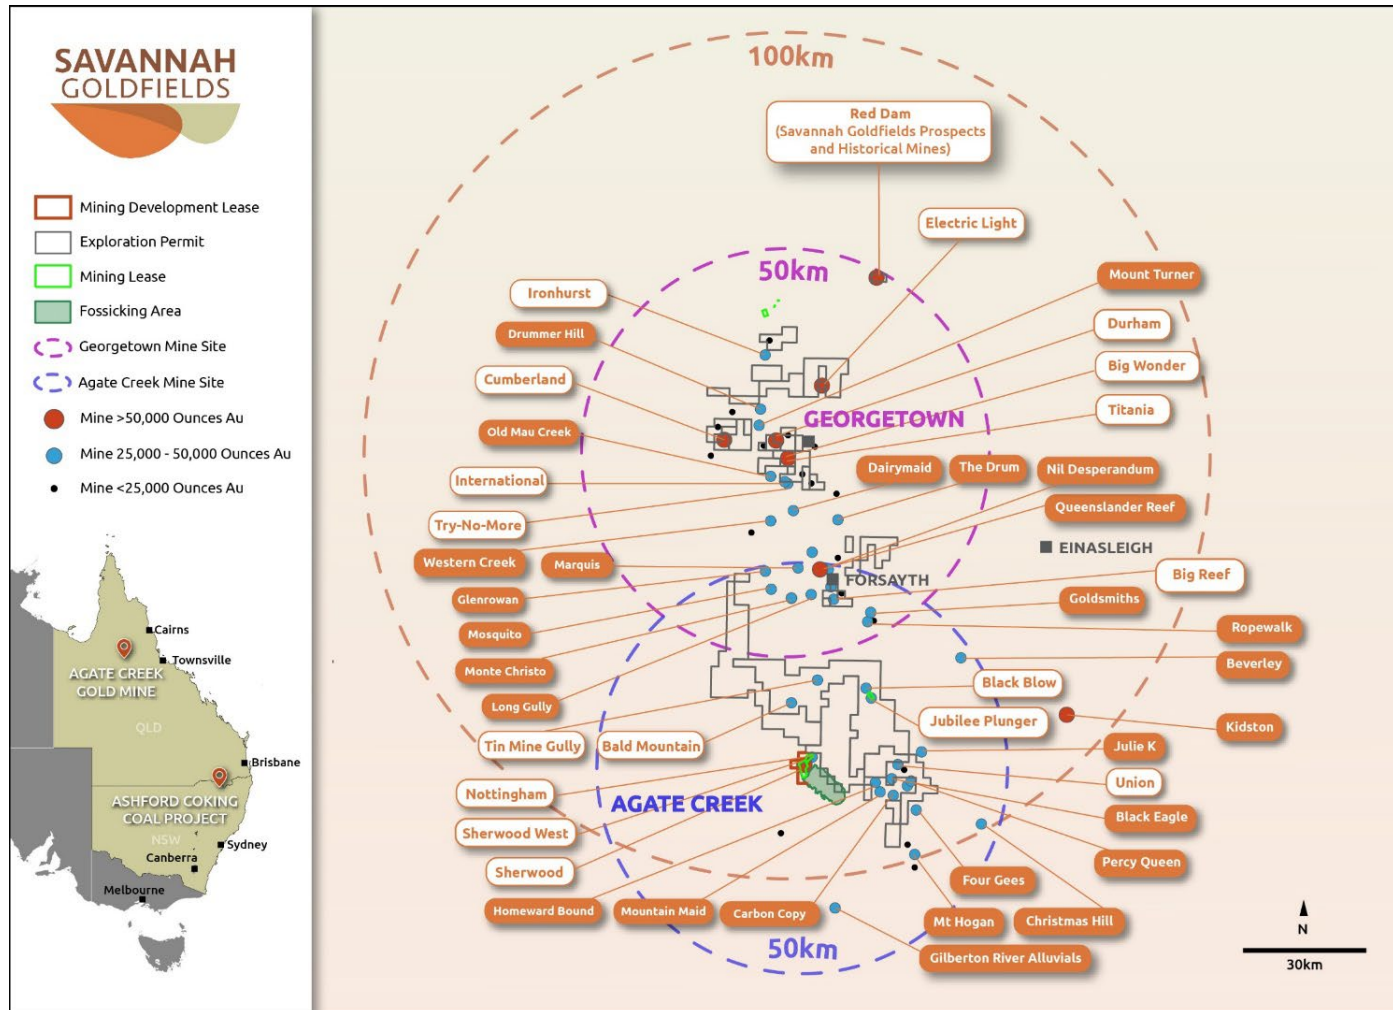 SAVANNAH
GOLDFIELDS
Mining Development Lease
Exploration Permit
Mining Lease
Fossicking Area
Georgetown Mine Site
Agate Creek Mine Site
Mine >50,000 Ounces Au
Mine 25,000 - 50,000 Ounces Au
Mine <25,000 Ounces Au
Cairns
Townsville
AGATE CREEK
GOLD MINE
QLD
Brisbane
ASHFORD COKING
COAL PROJECT
NSW
Sydney
Canberra
Melbourne
100km
Red Dam
(Savannah Goldfields Prospects
and Historical Mines)
Electric Light
50km
Mount Turner
Ironhurst
Durham
Drummer Hill
Big Wonder
Cumberland
Titania
GEORGETOWN
Old Mau Creek
Dairymaid
The Drum
Nil Desperandum
International
Queenslander Reef
Try-No-More
EINASLEIGH
Western Creek
Marquis
Big Reef
FORSAYTH
Glenrowan
Goldsmiths
Mosquito
Ropewalk
Monte Christo
Beverley
Black Blow
Long Gully
Jubilee Plunger
Kidston
Tin Mine Gully
Bald Mountain
Julie K
Union
Nottingham
AGATE CREEK
Black Eagle
Sherwood West
Percy Queen
Sherwood
Four Gees
Homeward Bound
Mountain Maid
Carbon Copy
Mt Hogan
Christmas Hill
50km
Gilberton River Alluvials
N
30km